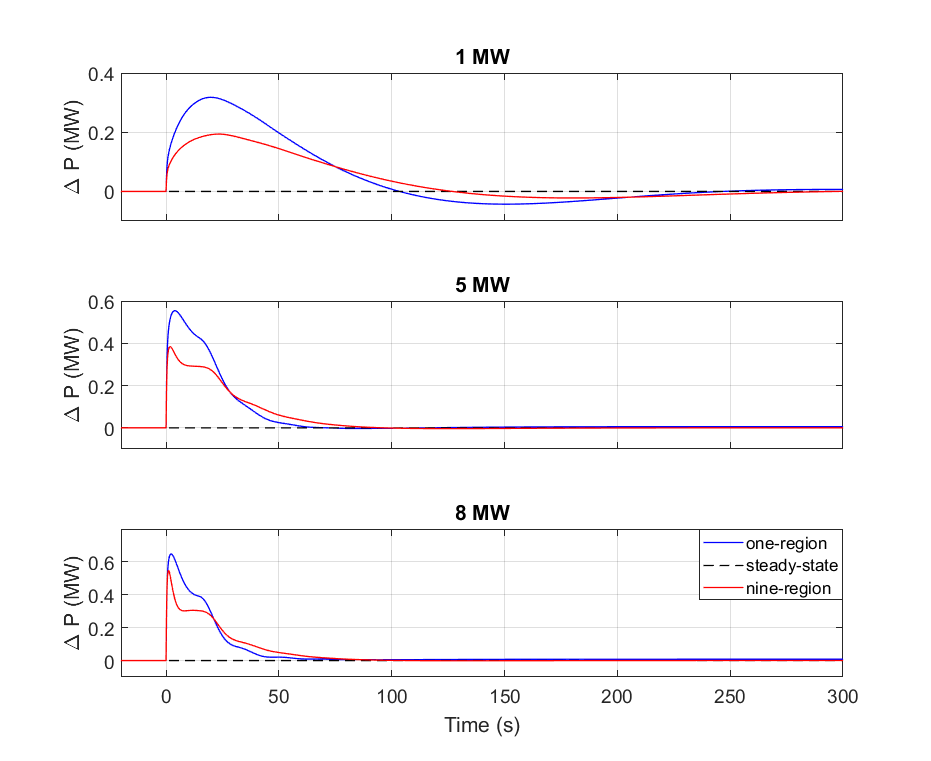 1 MW
Δ P (MW)
0.4
0.2
0
5 MW
Δ P (MW)
0.6
0.4
0.2
0
8 MW
Δ P (MW)
0.6
0.4
0.2
0
one-region
steady-state
nine-region
0 50 100 150 200 250 300
Time (s)